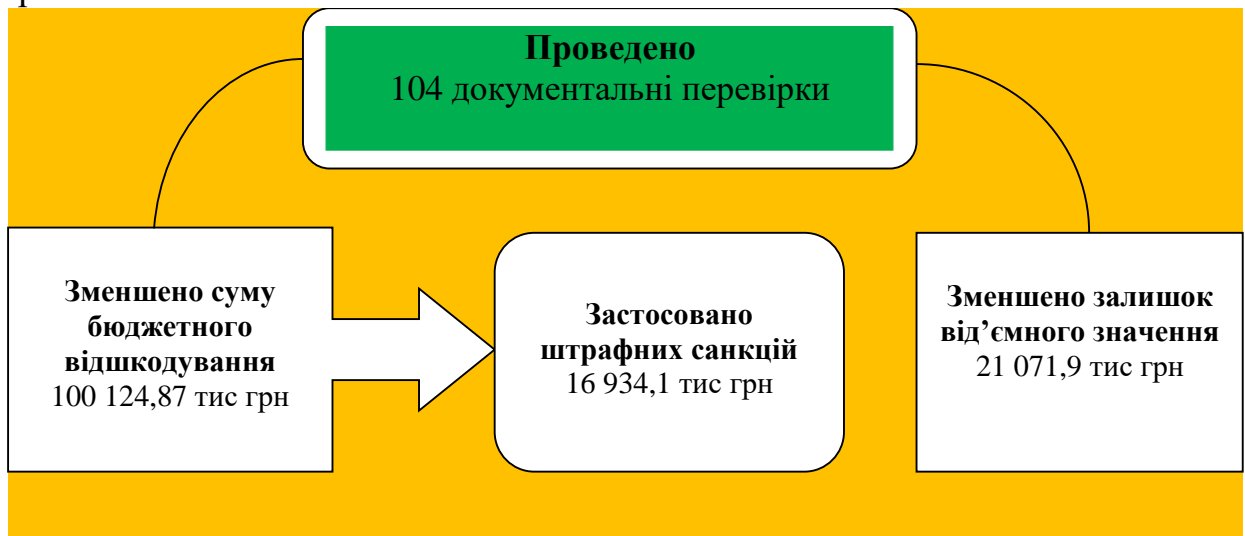 Проведено
104 документальні перевірки
Зменшено суму
бюджетного
відшкодування
100 124,87 тис грн
Застосовано
штрафних санкцій
16 934,1 тис грн
Зменшено залишок
від’ємного значення
21 071,9 тис грн